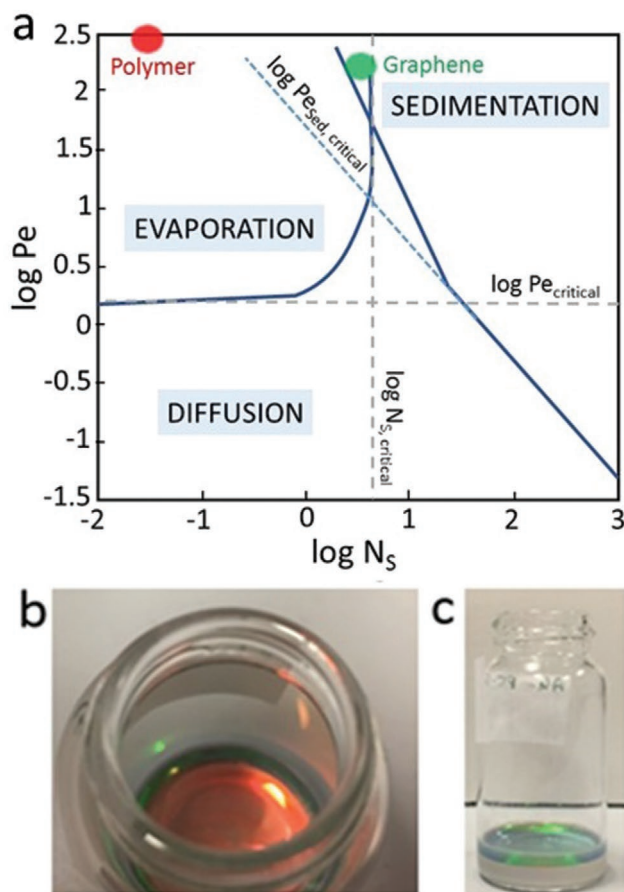 a
2.5
Polymer
Graphene
2
SEDIMENTATION
log Pe_Sed, critical
1.5
1
EVAPORATION
log Pe
0.5
log Pe_critical
0
-0.5
DIFFUSION
log N_S, critical
-1
-1.5
-2
-1
0
1
2
3
log N_S
b
c